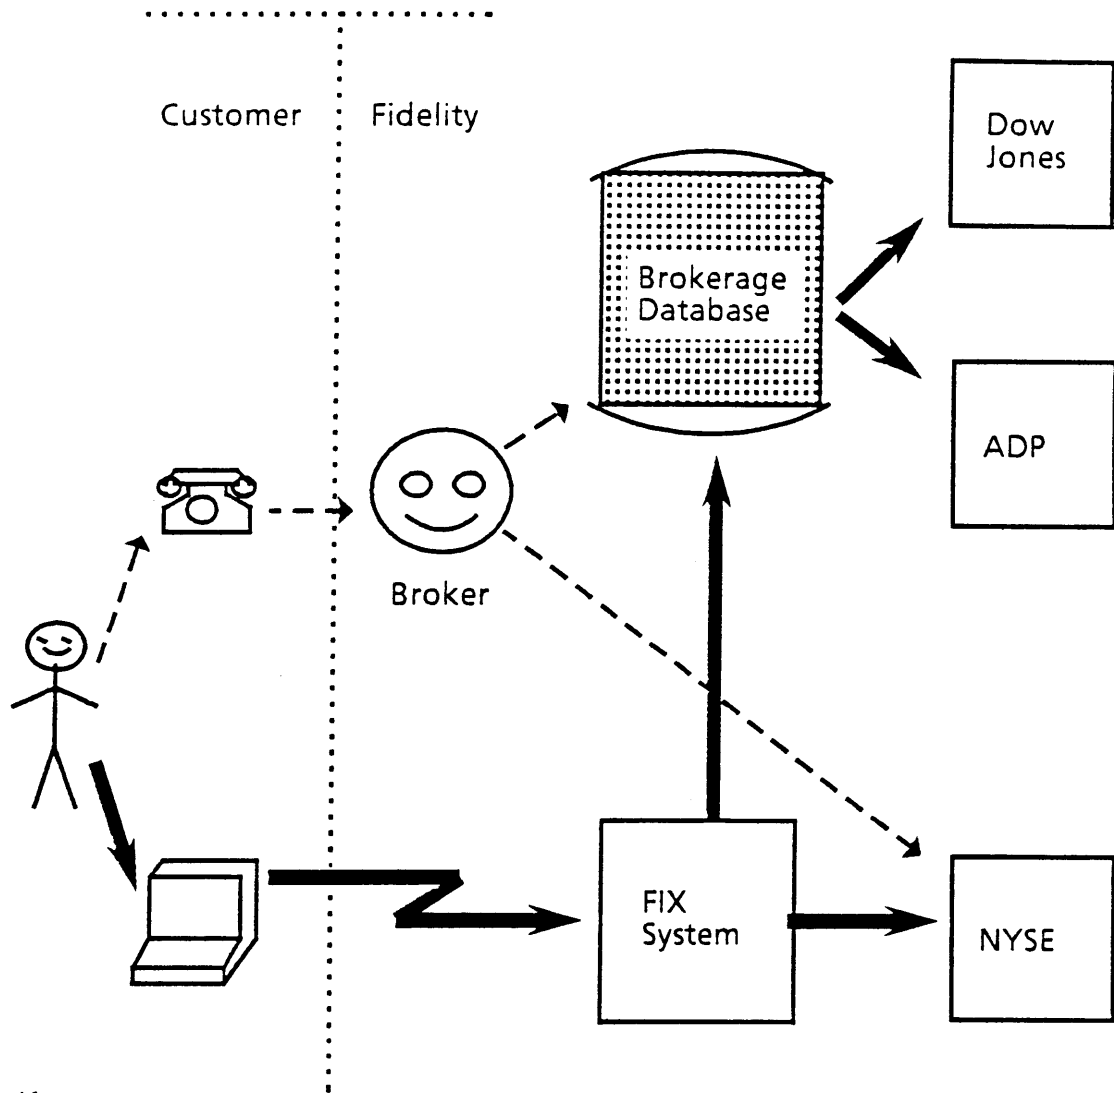 Customer
Fidelity
Dow
Jones
Brokerage
Database
ADP
Broker
FIX
System
NYSE